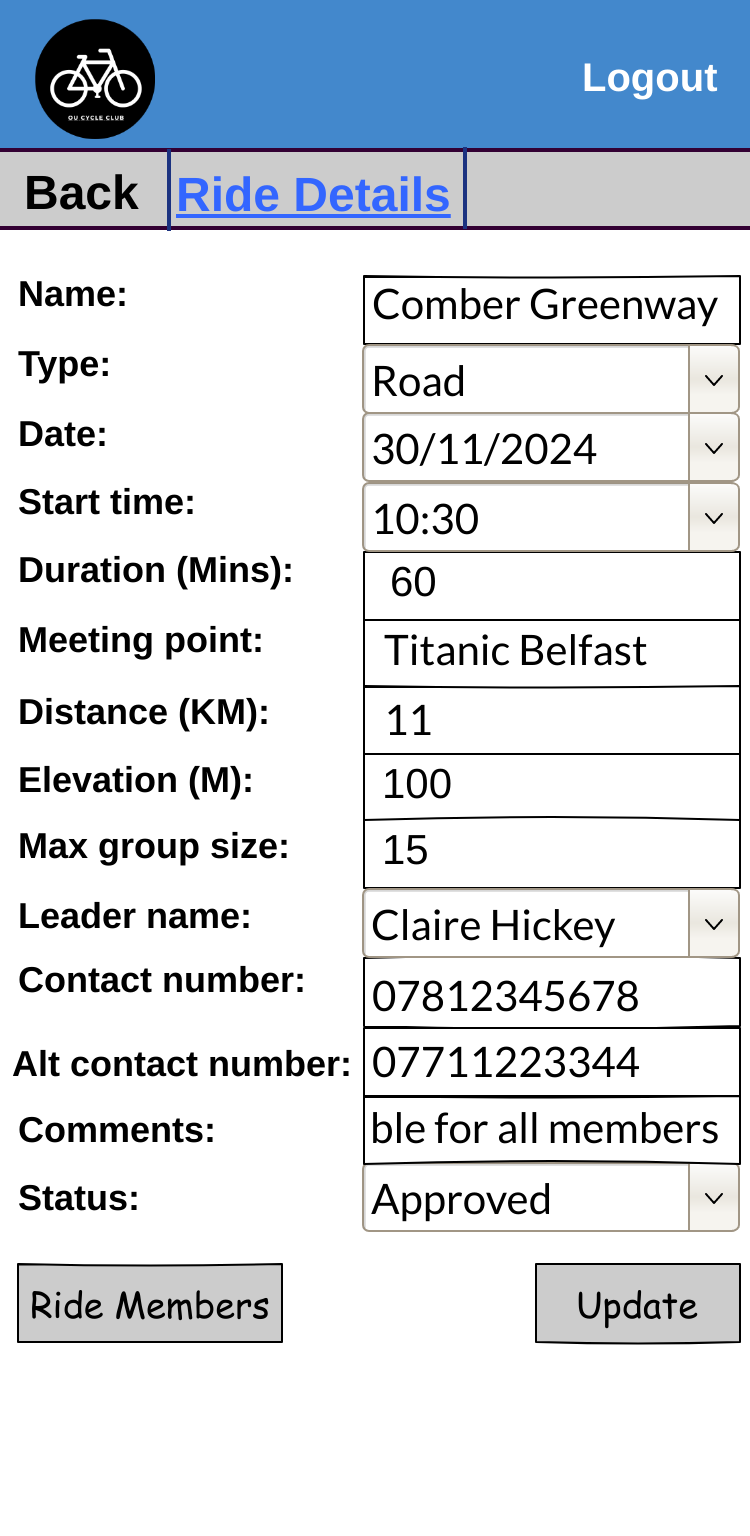 OU CYCLE CLUB
Logout
Back Ride Details
Name: Comber Greenway
Type: Road
Date: 30/11/2024
Start time: 10:30
Duration (Mins): 60
Meeting point: Titanic Belfast
Distance (KM): 11
Elevation (M): 100
Max group size: 15
Leader name: Claire Hickey
Contact number: 07812345678
Alt contact number: 07711223344
Comments: ble for all members
Status: Approved
Ride Members Update